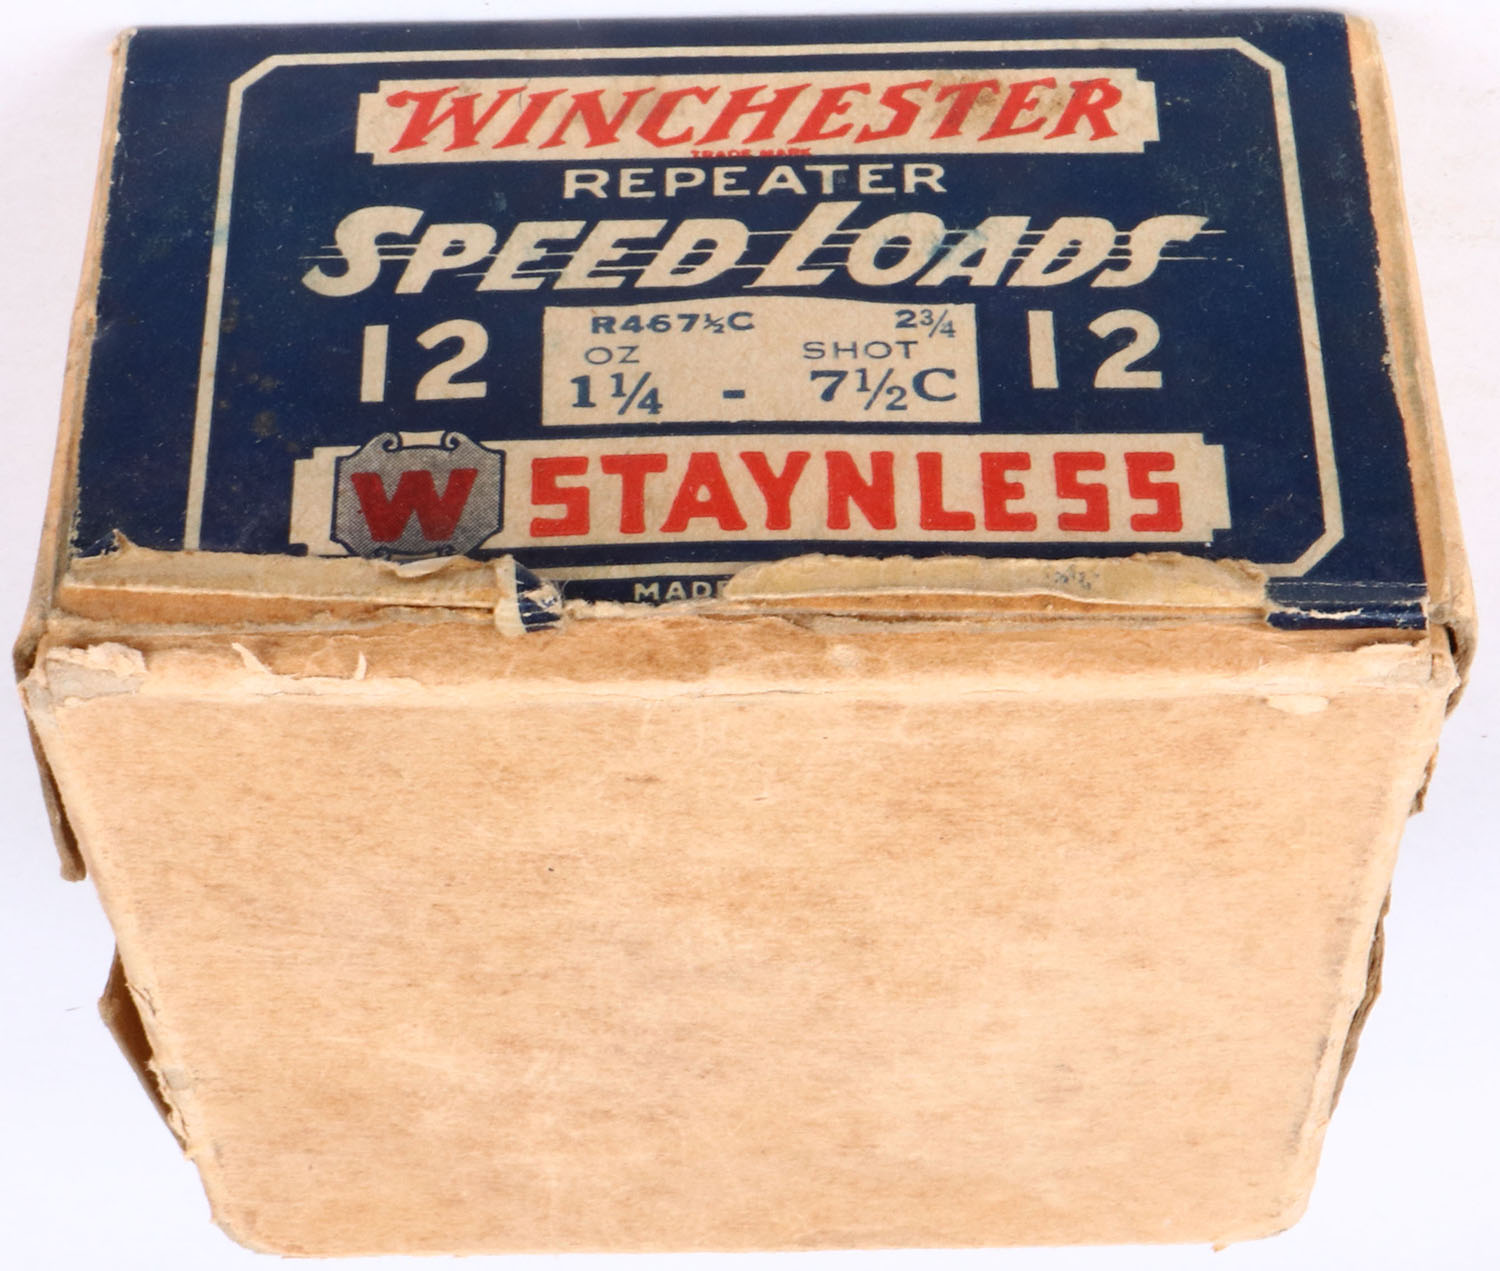 WINCHESTER
TRADE MARK
REPEATER
SPEED LOADS
12 R467½C 2¾ 12
OZ SHOT
1¼ - 7½C
W STAYNLESS
MADE